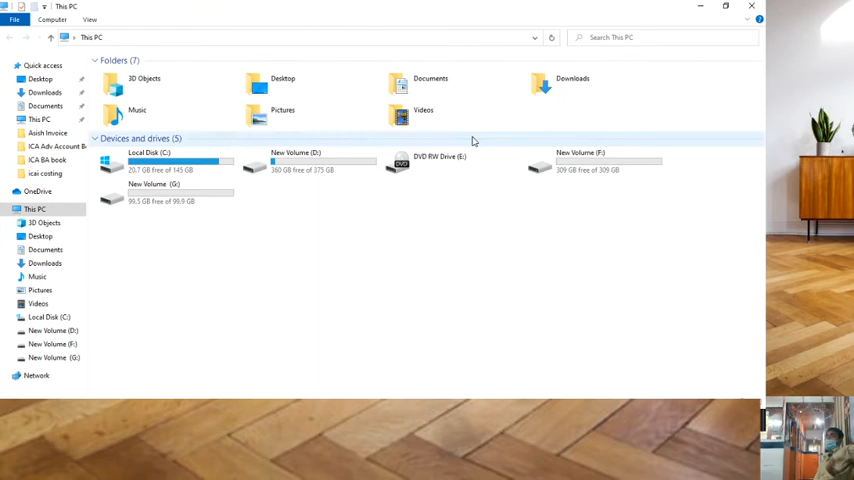 This PC
File Computer View
This PC
Search This PC
Quick access
Desktop
Downloads
Documents
This PC
Asish Invoice
ICA Adv Account B
ICA BA book
icai costing
OneDrive
This PC
3D Objects
Desktop
Documents
Downloads
Music
Pictures
Videos
Local Disk (C:)
New Volume (D:)
New Volume (F:)
New Volume (G:)
Network
Folders (7)
3D Objects
Desktop
Documents
Downloads
Music
Pictures
Videos
Devices and drives (5)
Local Disk (C:)
20.7 GB free of 145 GB
New Volume (D:)
360 GB free of 375 GB
DVD RW Drive (E:)
DVD
New Volume (F:)
309 GB free of 309 GB
New Volume (G:)
99.5 GB free of 99.9 GB